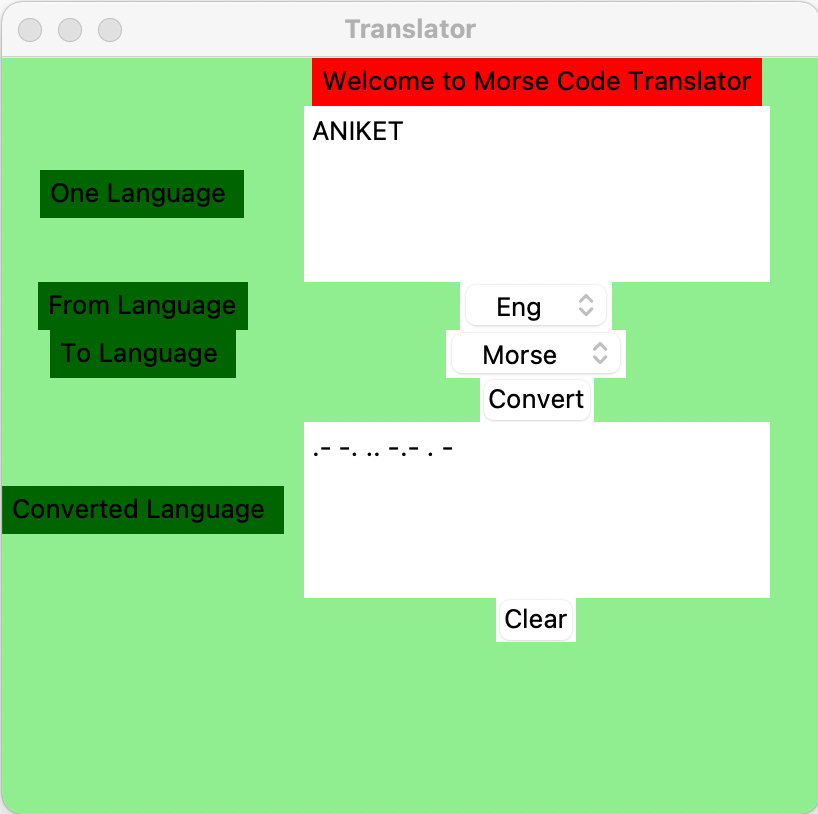 Translator
Welcome to Morse Code Translator
ANIKET
One Language
From Language
Eng
To Language
Morse
Convert
.- -. .. -.- . -
Converted Language
Clear